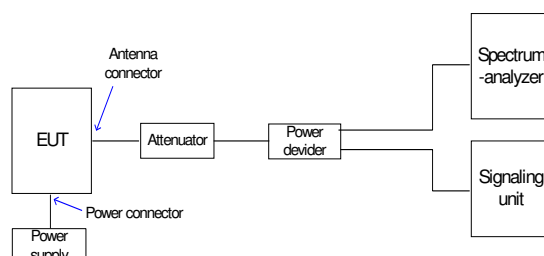 Antenna
connector
Spectrum
-analyzer
EUT
Attenuator
Power
devider
Signaling
unit
Power connector
Power
supply